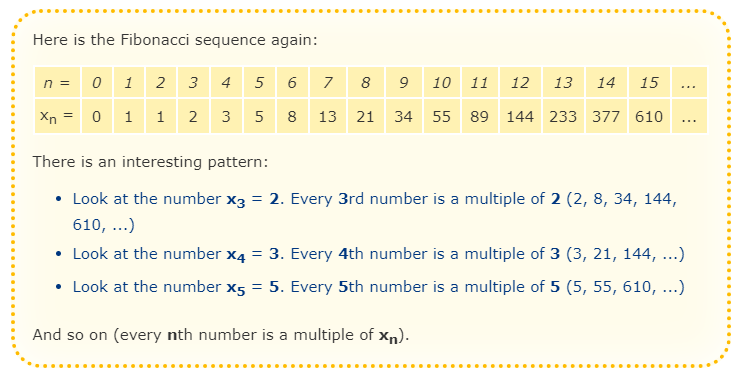 Here is the Fibonacci sequence again:
n = 0 1 2 3 4 5 6 7 8 9 10 11 12 13 14 15 ...
xn = 0 1 1 2 3 5 8 13 21 34 55 89 144 233 377 610 ...
There is an interesting pattern:
• Look at the number x3 = 2. Every 3rd number is a multiple of 2 (2, 8, 34, 144,
610, ...)
• Look at the number x4 = 3. Every 4th number is a multiple of 3 (3, 21, 144, ...)
• Look at the number x5 = 5. Every 5th number is a multiple of 5 (5, 55, 610, ...)
And so on (every nth number is a multiple of xn).